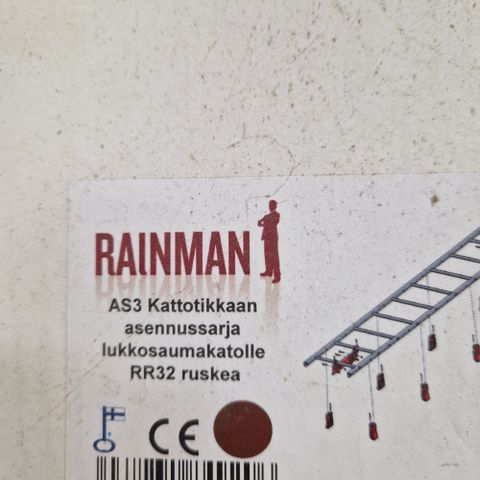 RAINMAN
AS3 Kattotikkaan
asennussarja
lukkosaumakatolle
RR32 ruskea
CE